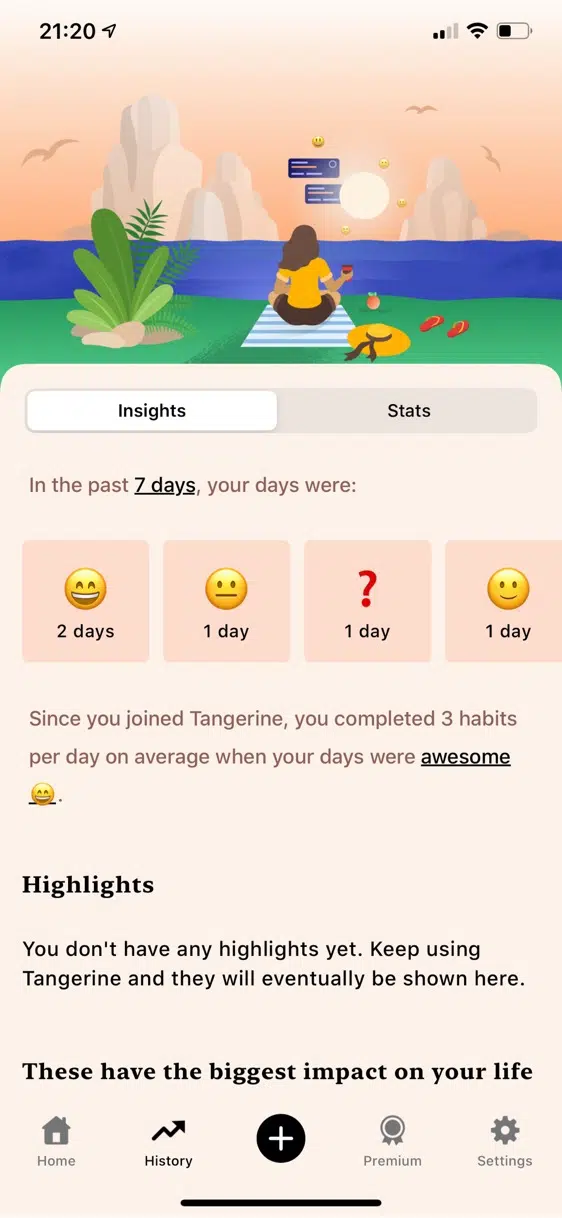 21:20
Insights
Stats
In the past 7 days, your days were:
2 days
1 day
1 day
1 day
Since you joined Tangerine, you completed 3 habits
per day on average when your days were awesome
😄.
Highlights
You don't have any highlights yet. Keep using
Tangerine and they will eventually be shown here.
These have the biggest impact on your life
Home
History
Premium
Settings